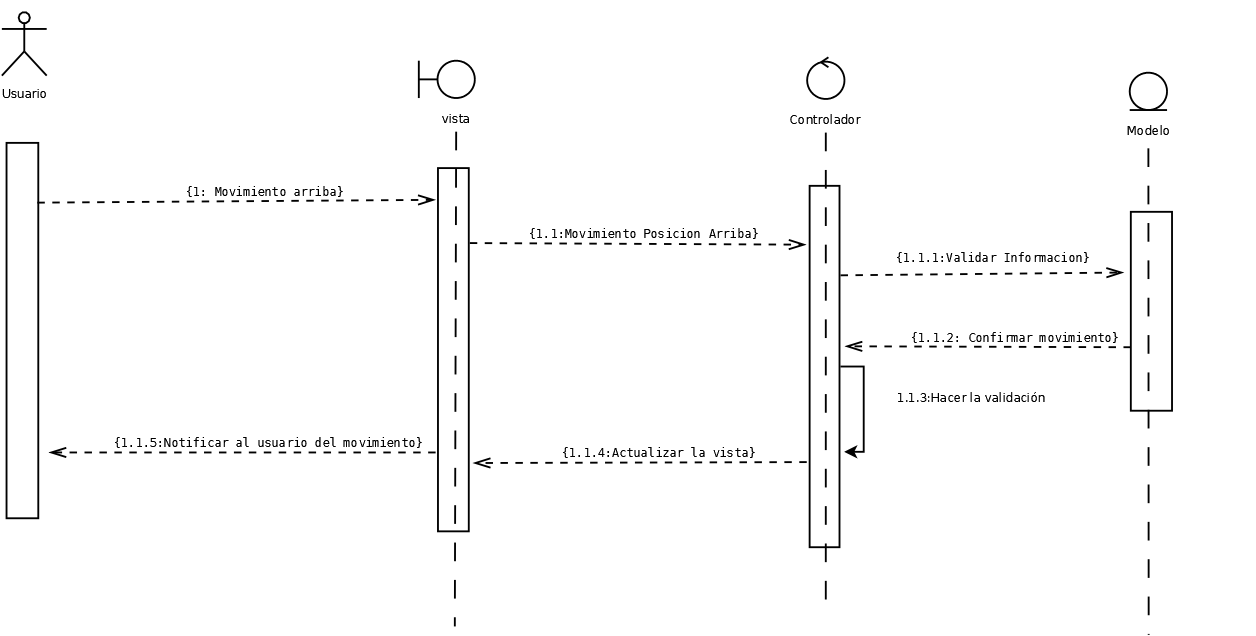 Usuario
vista
Controlador
Modelo
{1: Movimiento arriba}
{1.1:Movimiento Posicion Arriba}
{1.1.1:Validar Informacion}
{1.1.2: Confirmar movimiento}
1.1.3:Hacer la validación
{1.1.5:Notificar al usuario del movimiento}
{1.1.4:Actualizar la vista}